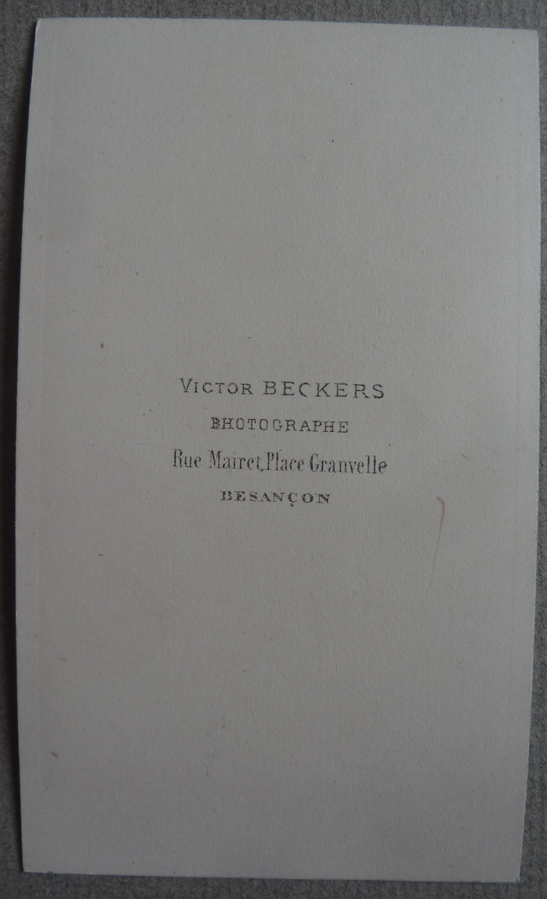 VICTOR BECKERS
PHOTOGRAPHE
Rue Mairet, Place Granvelle
BESANÇON